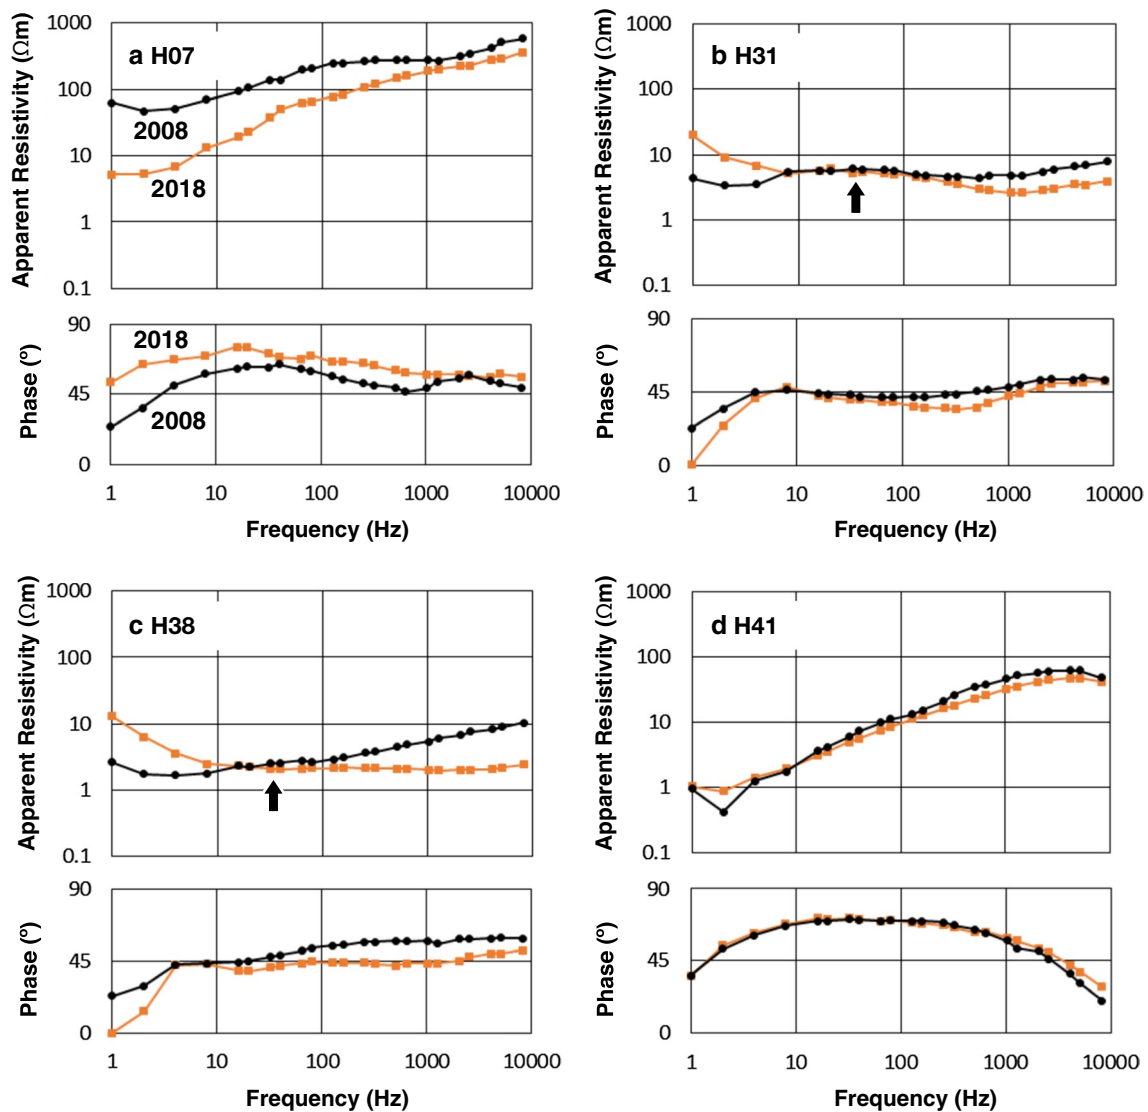 a H07
Apparent Resistivity (Ωm)
1000
100
10
1
0.1
2008
2018
Phase (º)
90
45
0
2018
2008
1 10 100 1000 10000
Frequency (Hz)
b H31
Apparent Resistivity (Ωm)
1000
100
10
1
0.1
Phase (º)
90
45
0
1 10 100 1000 10000
Frequency (Hz)
c H38
Apparent Resistivity (Ωm)
1000
100
10
1
0.1
Phase (º)
90
45
0
1 10 100 1000 10000
Frequency (Hz)
d H41
Apparent Resistivity (Ωm)
1000
100
10
1
0.1
Phase (º)
90
45
0
1 10 100 1000 10000
Frequency (Hz)